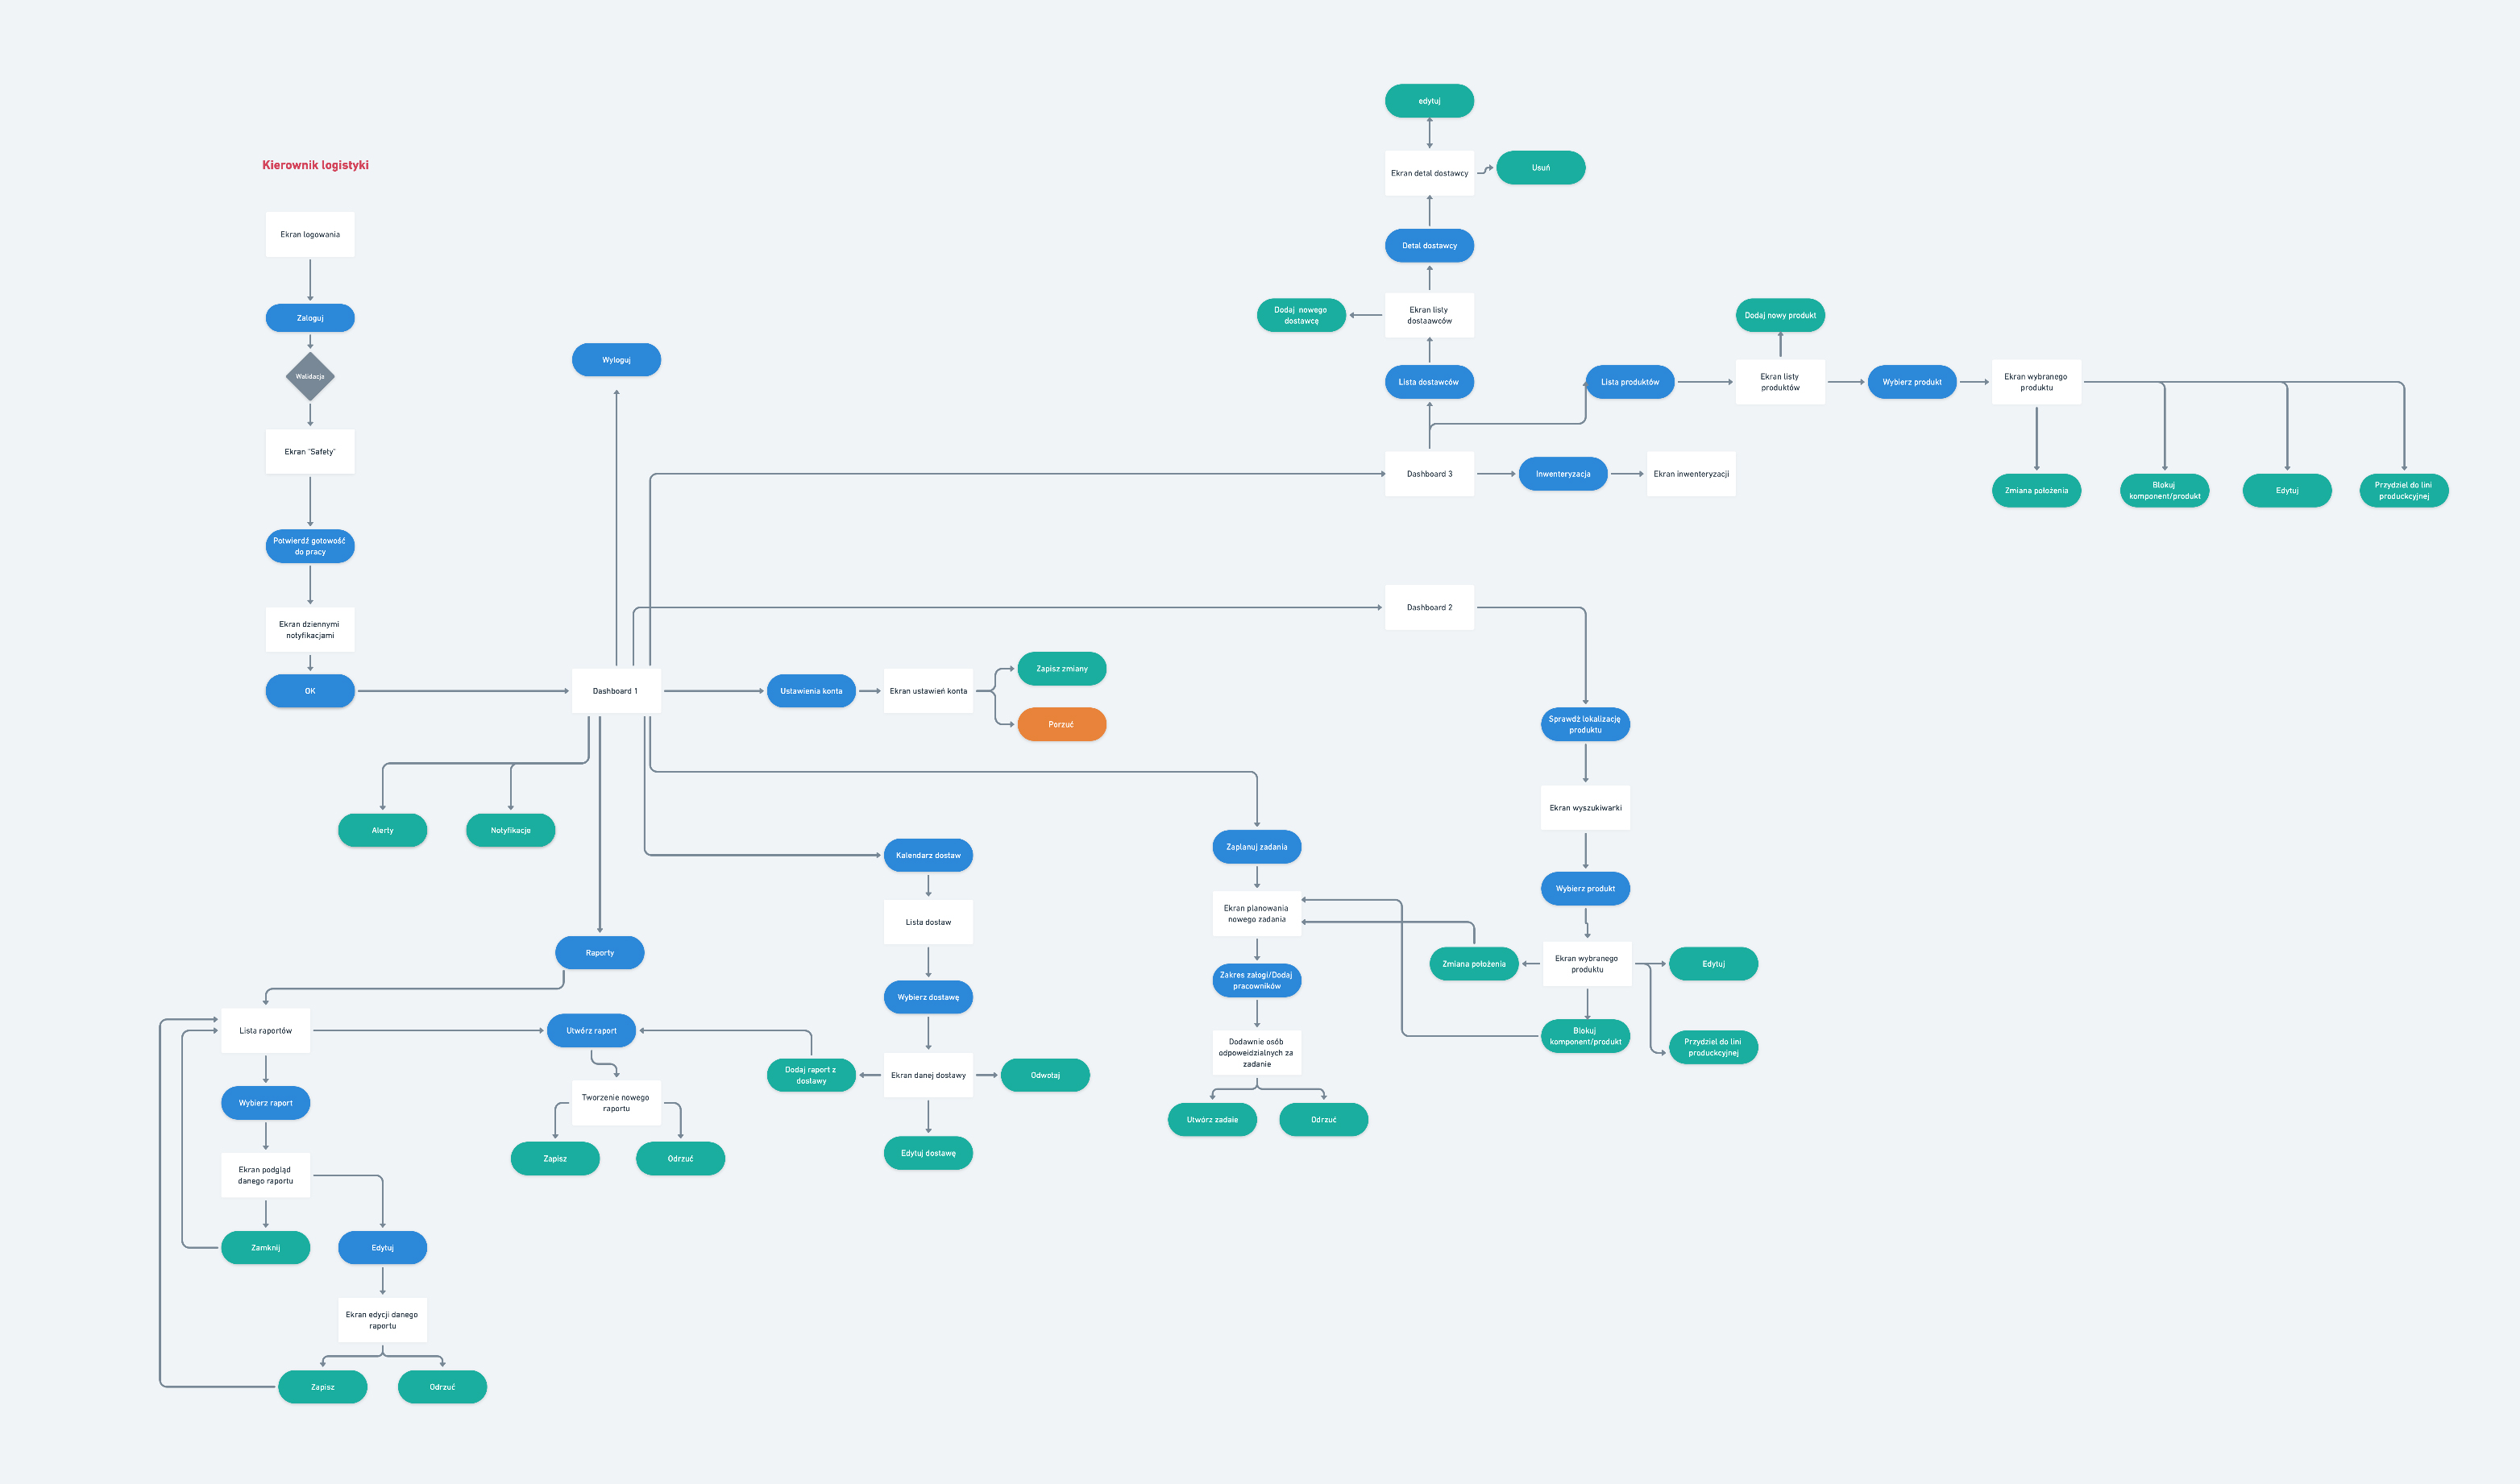 Kierownik logistyki
Ekran logowania
Zaloguj
Walidacja
Ekran "Safety"
Potwierdź gotowość
do pracy
Ekran dziennymi
notyfikacjami
OK
Wyloguj
Dashboard 1
Ustawienia konta
Ekran ustawień konta
Zapisz zmiany
Porzuć
Alerty
Notyfikacje
Raporty
Lista raportów
Wybierz raport
Ekran podgląd
danego raportu
Zamknij
Edytuj
Ekran edycji danego
raportu
Zapisz
Odrzuć
Utwórz raport
Tworzenie nowego
raportu
Zapisz
Odrzuć
Kalendarz dostaw
Lista dostaw
Wybierz dostawę
Ekran danej dostawy
Dodaj raport z
dostawy
Odwołaj
Edytuj dostawę
Zaplanuj zadania
Ekran planowania
nowego zadania
Zakres załogi/Dodaj
pracowników
Dodawnie osób
odpoweidzialnych za
zadanie
Utwórz zadaie
Odrzuć
Dashboard 2
Sprawdż lokalizację
produktu
Ekran wyszukiwarki
Wybierz produkt
Ekran wybranego
produktu
Zmiana położenia
Edytuj
Blokuj
komponent/produkt
Przydziel do lini
produckcyjnej
Dashboard 3
Inwenteryzacja
Ekran inwenteryzacji
Lista dostawców
Ekran listy
dostaawców
Dodaj nowego
dostawcę
Detal dostawcy
Ekran detal dostawcy
edytuj
Usuń
Lista produktów
Ekran listy
produktów
Dodaj nowy produkt
Wybierz produkt
Ekran wybranego
produktu
Zmiana położenia
Blokuj
komponent/produkt
Edytuj
Przydziel do lini
produckcyjnej